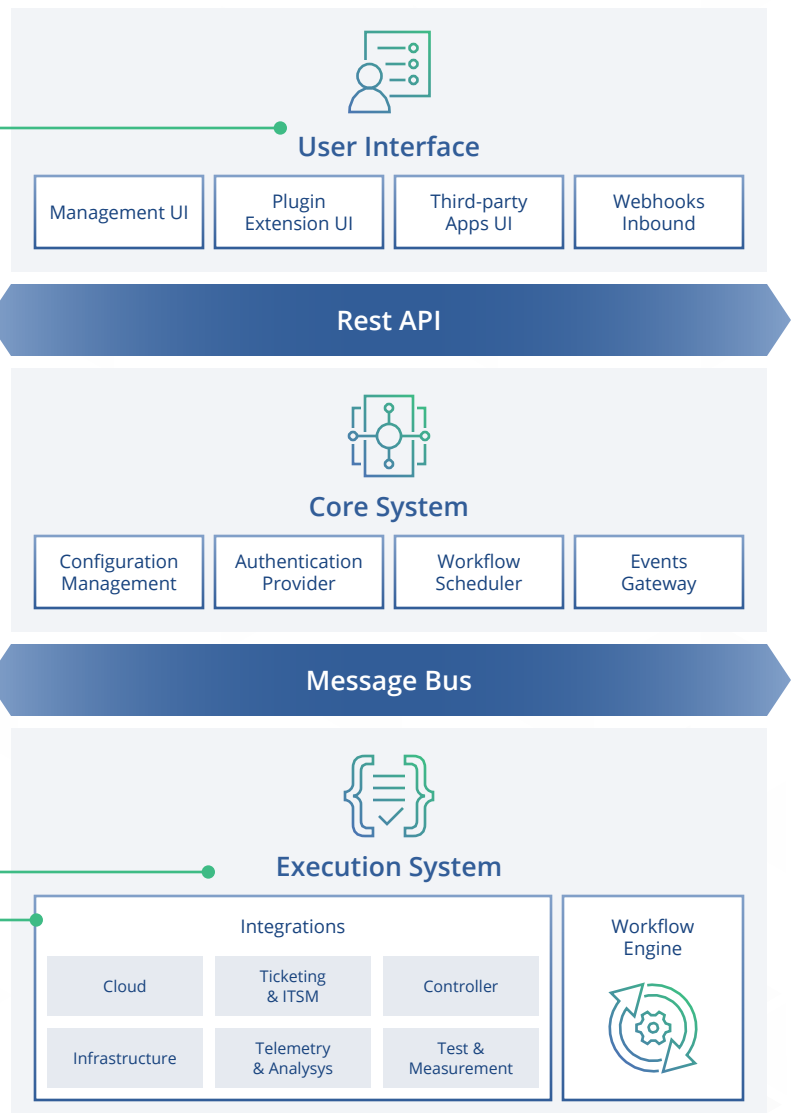 User Interface
Management UI
Plugin
Extension UI
Third-party
Apps UI
Webhooks
Inbound
Rest API
Core System
Configuration
Management
Authentication
Provider
Workflow
Scheduler
Events
Gateway
Message Bus
Execution System
Integrations
Cloud
Ticketing
& ITSM
Controller
Infrastructure
Telemetry
& Analysys
Test &
Measurement
Workflow
Engine